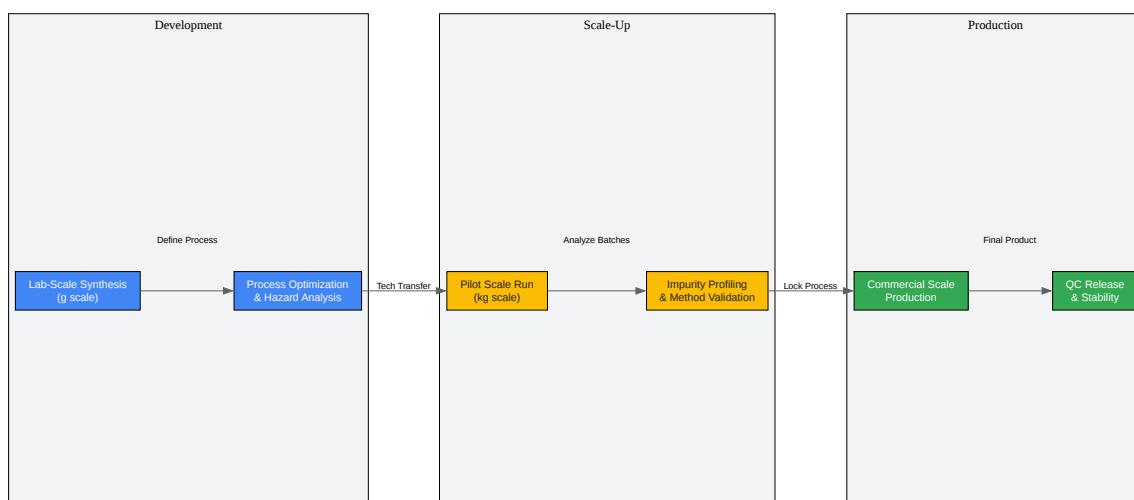 Development
Define Process
Lab-Scale Synthesis
(g scale)
Process Optimization
& Hazard Analysis
Tech Transfer
Scale-Up
Analyze Batches
Pilot Scale Run
(kg scale)
Impurity Profiling
& Method Validation
Lock Process
Production
Final Product
Commercial Scale
Production
QC Release
& Stability